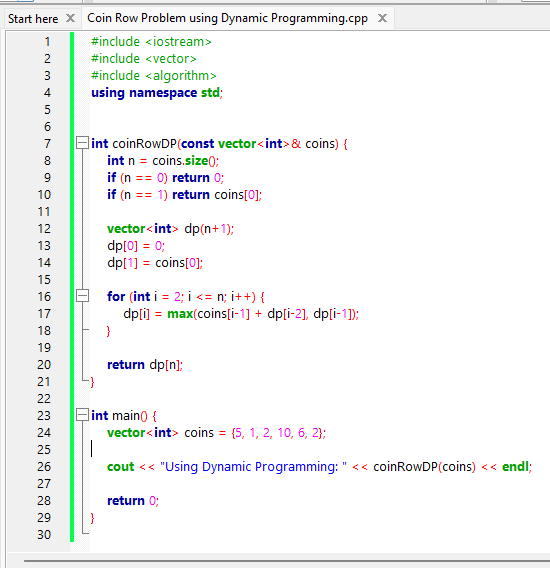 Start here
Coin Row Problem using Dynamic Programming.cpp
1 #include <iostream>
2 #include <vector>
3 #include <algorithm>
4 using namespace std;
5
6
7 int coinRowDP(const vector<int>& coins) {
8 int n = coins.size();
9 if (n == 0) return 0;
10 if (n == 1) return coins[0];
11
12 vector<int> dp(n+1);
13 dp[0] = 0;
14 dp[1] = coins[0];
15
16 for (int i = 2; i <= n; i++) {
17 dp[i] = max(coins[i-1] + dp[i-2], dp[i-1]);
18 }
19
20 return dp[n];
21 }
22
23 int main() {
24 vector<int> coins = {5, 1, 2, 10, 6, 2};
25
26 cout << "Using Dynamic Programming: " << coinRowDP(coins) << endl;
27
28 return 0;
29 }
30